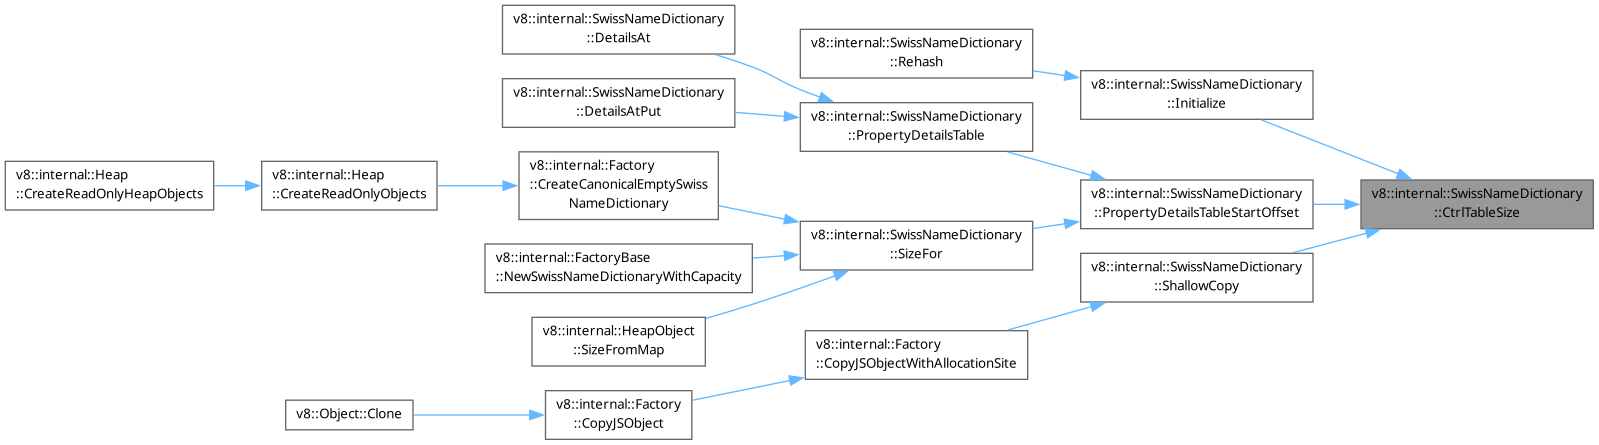 v8::internal::SwissNameDictionary
::DetailsAt
v8::internal::SwissNameDictionary
::Rehash
v8::internal::SwissNameDictionary
::Initialize
v8::internal::SwissNameDictionary
::DetailsAtPut
v8::internal::SwissNameDictionary
::PropertyDetailsTable
v8::internal::Heap
::CreateReadOnlyHeapObjects
v8::internal::Heap
::CreateReadOnlyObjects
v8::internal::Factory
::CreateCanonicalEmptySwiss
NameDictionary
v8::internal::SwissNameDictionary
::PropertyDetailsTableStartOffset
v8::internal::SwissNameDictionary
::CtrlTableSize
v8::internal::FactoryBase
::NewSwissNameDictionaryWithCapacity
v8::internal::SwissNameDictionary
::SizeFor
v8::internal::SwissNameDictionary
::ShallowCopy
v8::internal::HeapObject
::SizeFromMap
v8::internal::Factory
::CopyJSObjectWithAllocationSite
v8::Object::Clone
v8::internal::Factory
::CopyJSObject